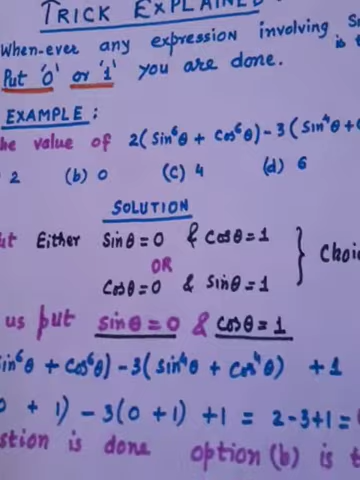 TRICK EXPLAINED
When-ever any expression involving
Put '0' or '1' you are done.
EXAMPLE :
value of 2(Sin⁶θ + Cos⁶θ) - 3(Sin⁴θ +
2 (b) 0 (C) 4 (d) 6
SOLUTION
Either Sinθ = 0 & Cosθ = 1
OR
Cosθ = 0 & Sinθ = 1
us put sinθ = 0 & cosθ = 1
sin⁶θ + cos⁶θ) - 3(sin⁴θ + cos⁴θ) + 1
+ 1) - 3(0 + 1) + 1 = 2-3+1 =
is done option (b) is